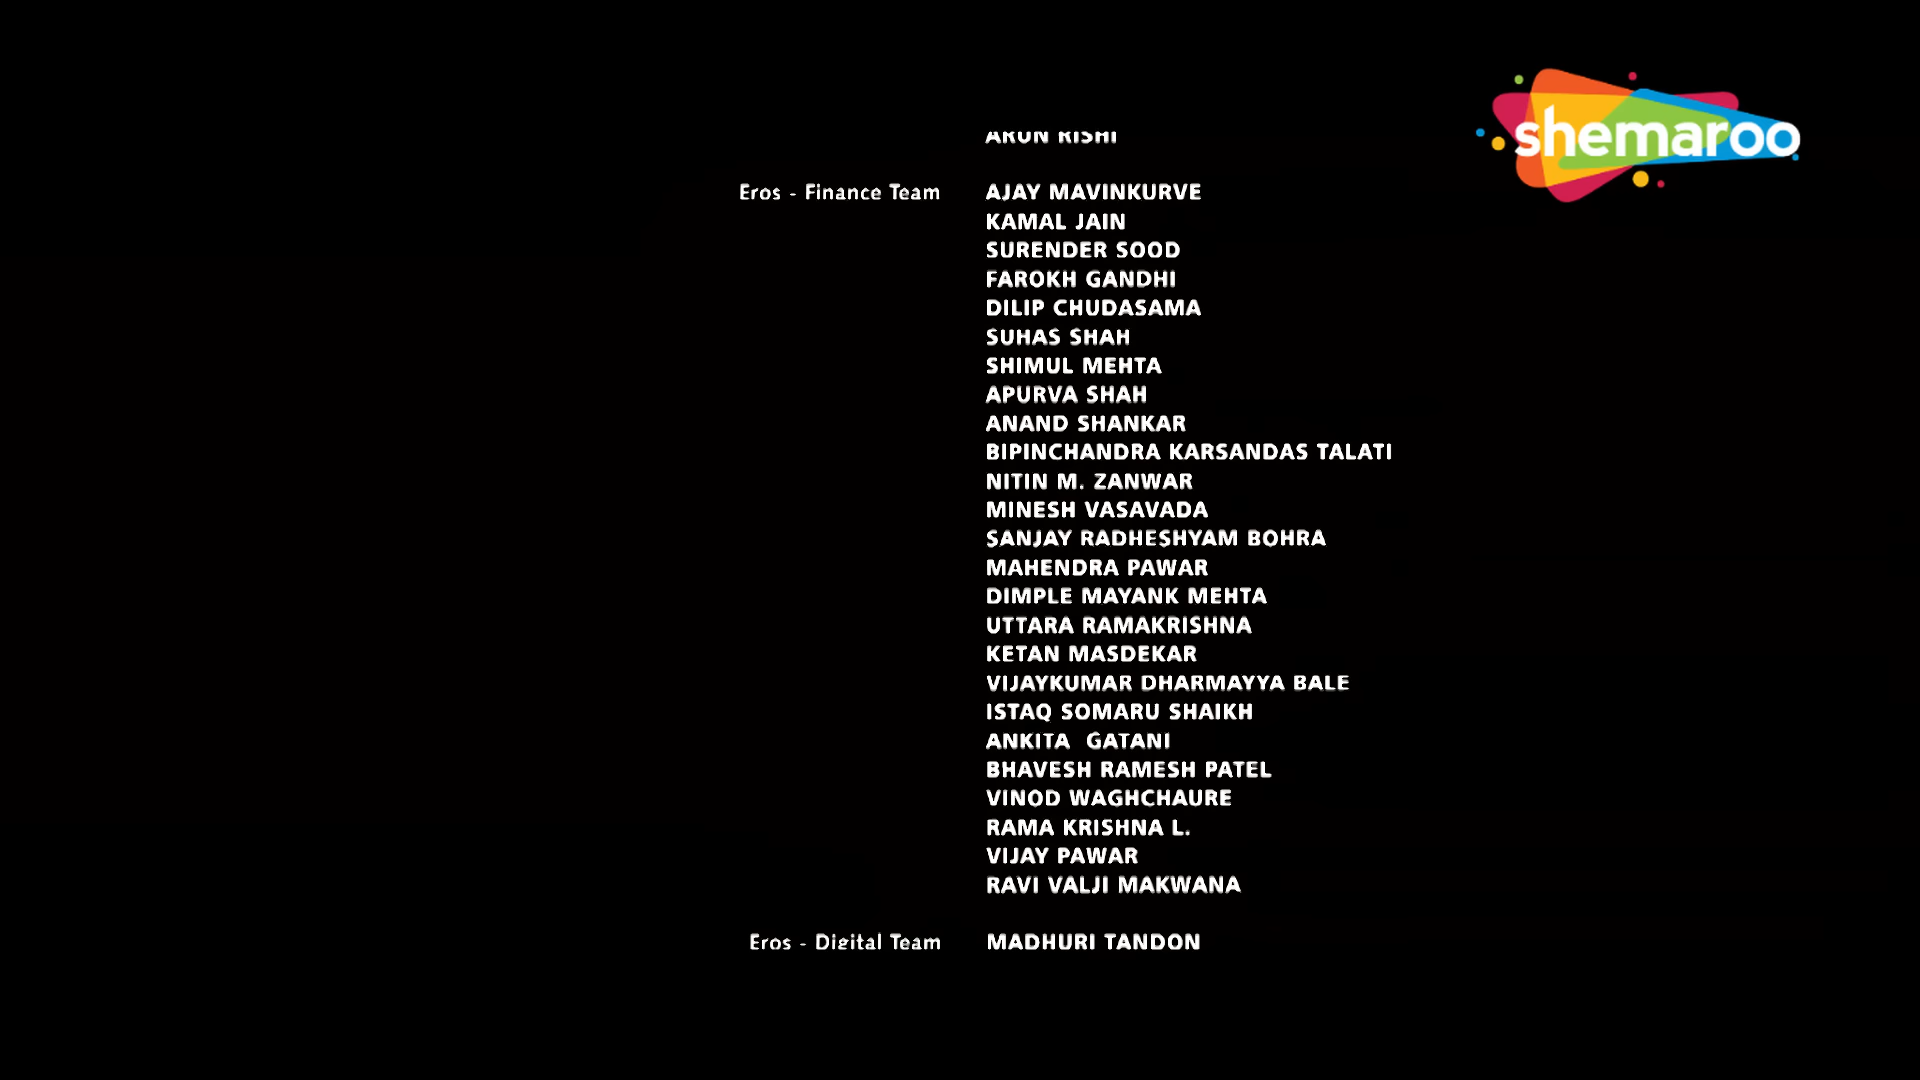 ARUN RISHI
shemaroo
Eros - Finance Team AJAY MAVINKURVE
KAMAL JAIN
SURENDER SOOD
FAROKH GANDHI
DILIP CHUDASAMA
SUHAS SHAH
SHIMUL MEHTA
APURVA SHAH
ANAND SHANKAR
BIPINCHANDRA KARSANDAS TALATI
NITIN M. ZANWAR
MINESH VASAVADA
SANJAY RADHESHYAM BOHRA
MAHENDRA PAWAR
DIMPLE MAYANK MEHTA
UTTARA RAMAKRISHNA
KETAN MASDEKAR
VIJAYKUMAR DHARMAYYA BALE
ISTAQ SOMARU SHAIKH
ANKITA  GATANI
BHAVESH RAMESH PATEL
VINOD WAGHCHAURE
RAMA KRISHNA L.
VIJAY PAWAR
RAVI VALJI MAKWANA
Eros - Digital Team MADHURI TANDON